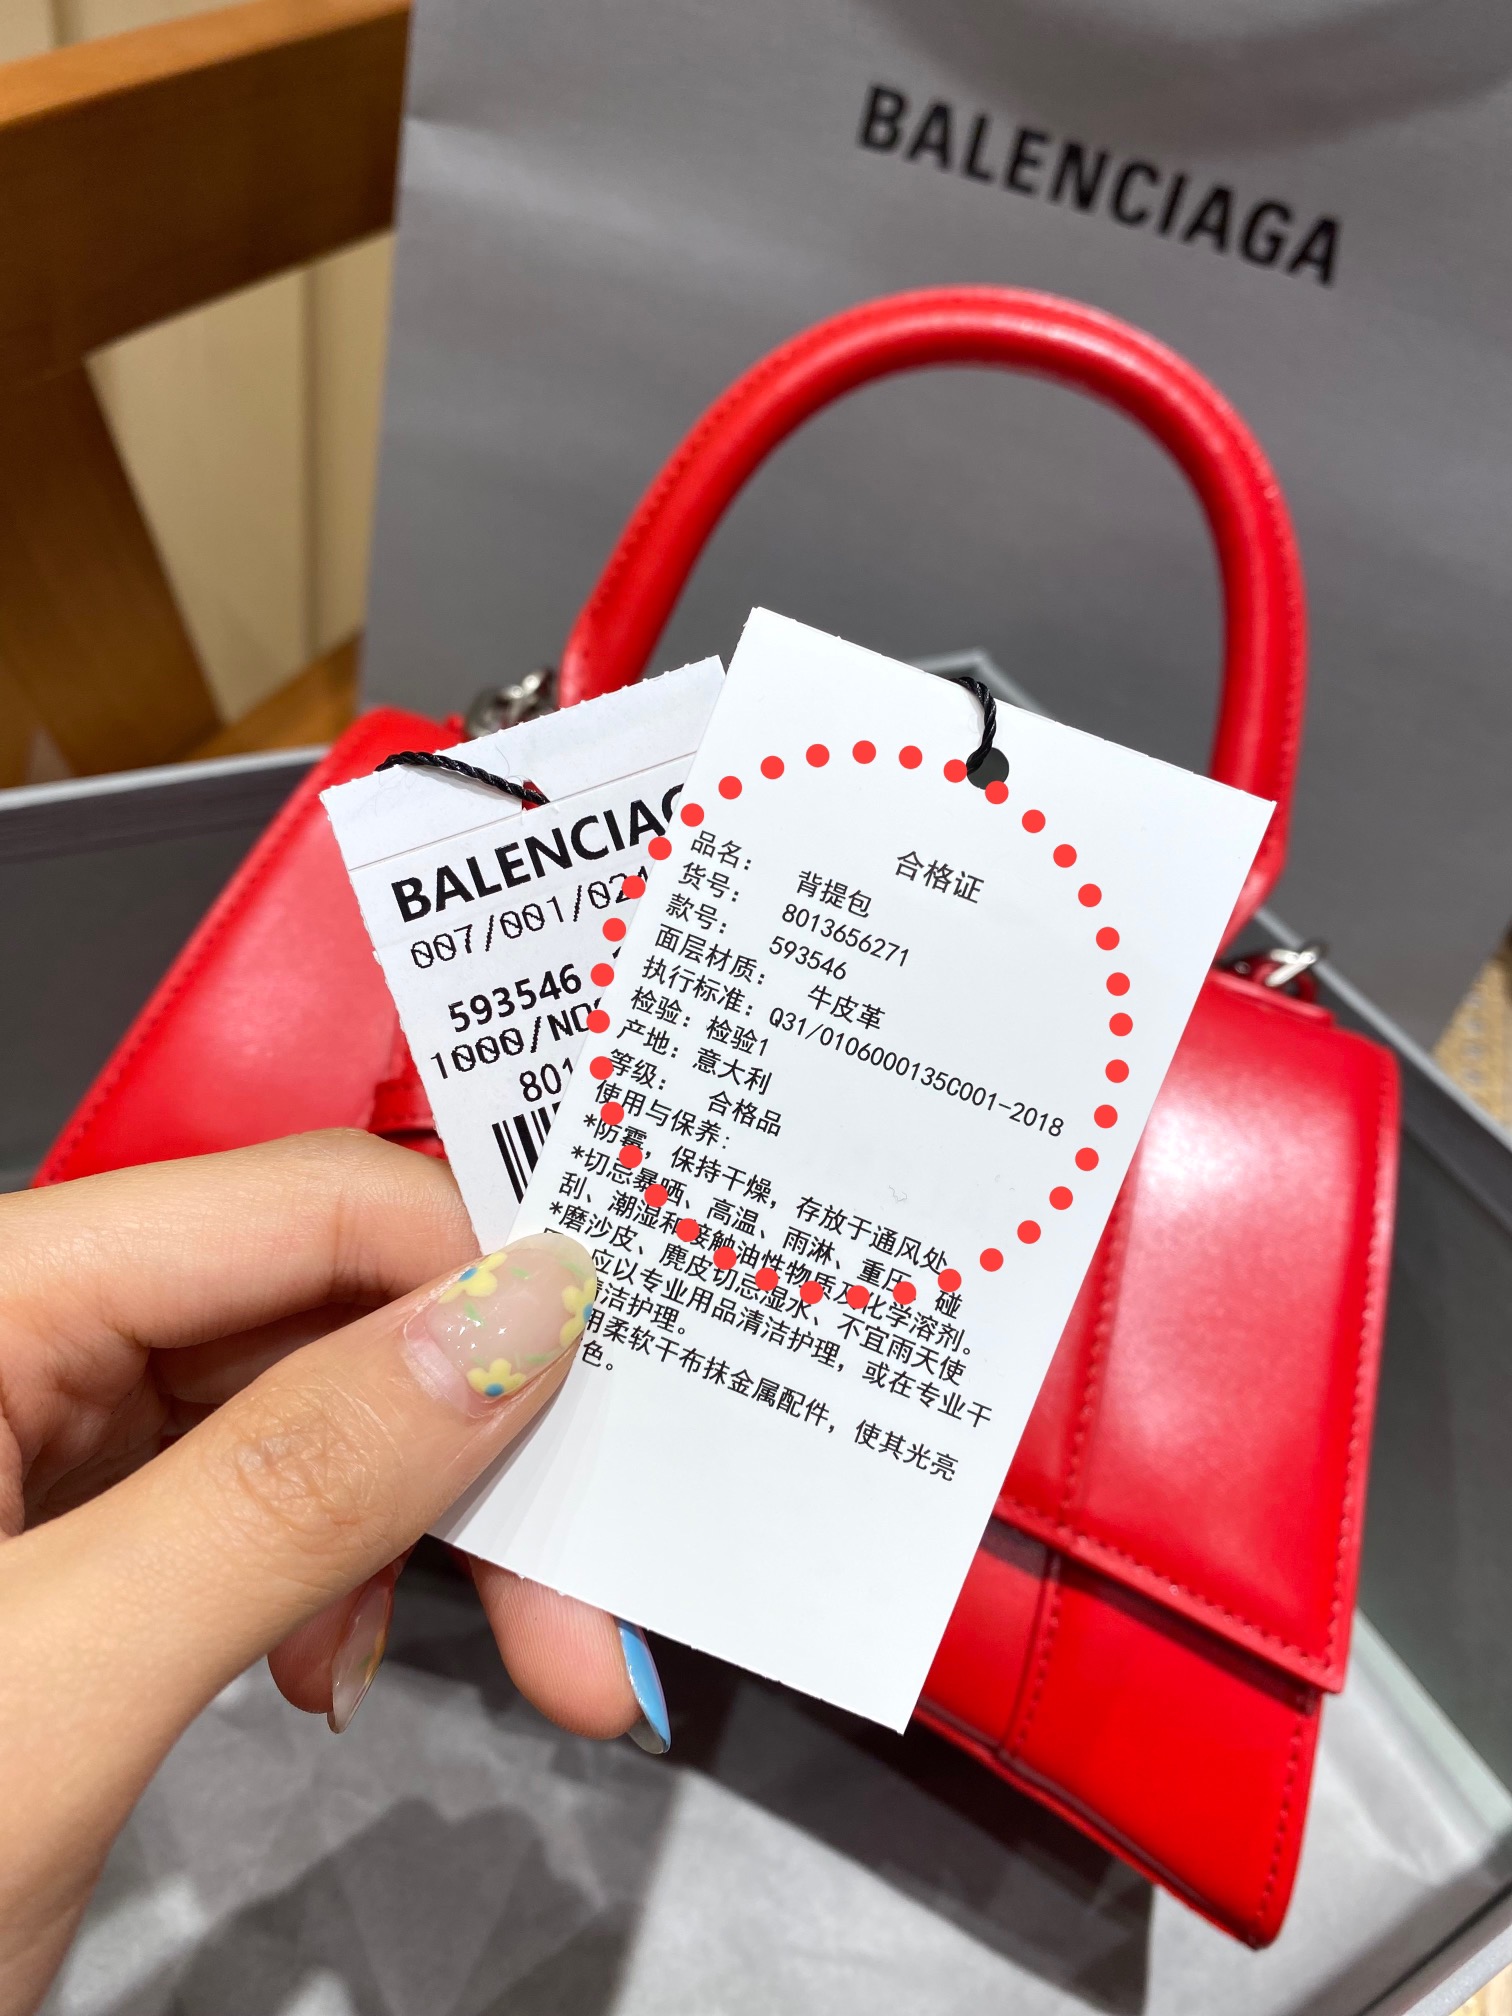 BALENCIAGA
BALENCIAG
007/001/021
593546
1000/ND
801
合格证
品名： 背提包
货号： 8013656271
款号： 593546
面层材质： 牛皮革
执行标准：Q31/0106000135C001-2018
检验：检验1
产地：意大利
等级： 合格品
使用与保养：
*防霉，保持干燥，存放于通风处
*切忌暴晒、高温、雨淋、重压、碰
刮、潮湿和接触油性物质及化学溶剂。
*磨沙皮、麂皮切忌湿水、不宜雨天使
应以专业用品清洁护理，或在专业干
洁护理。
用柔软干布抹金属配件，使其光亮
色。